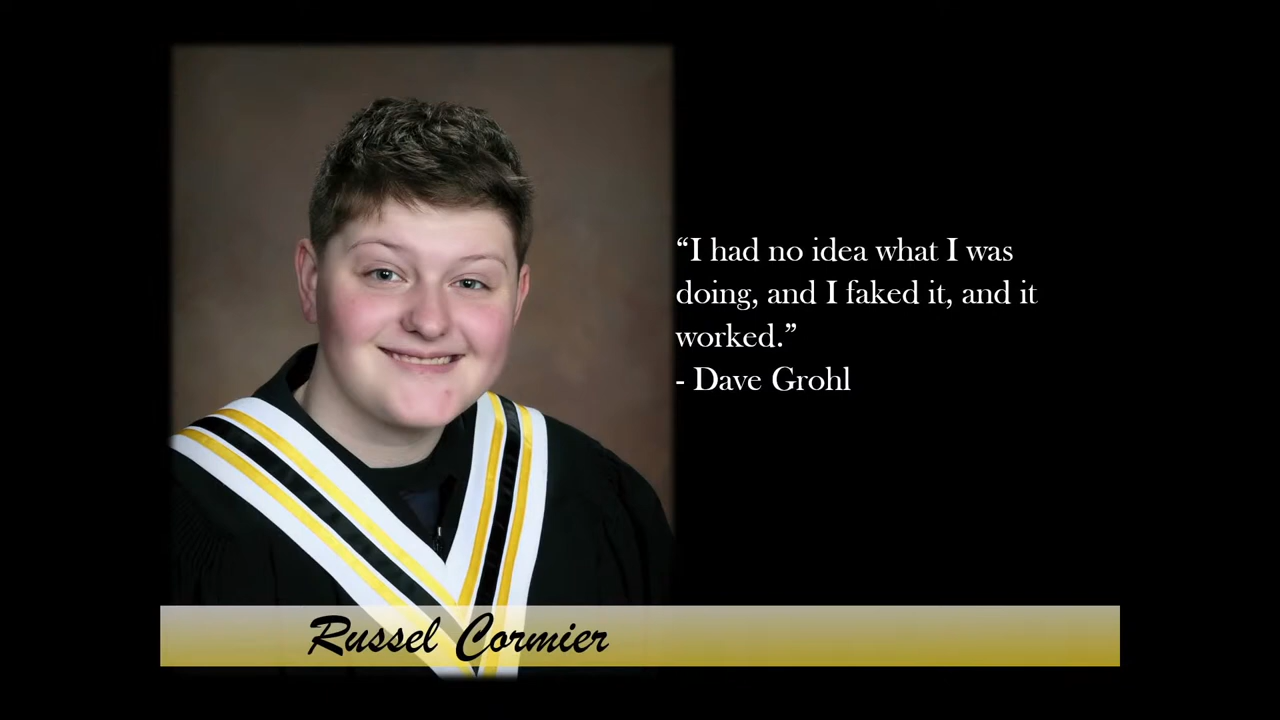 “I had no idea what I was
doing, and I faked it, and it
worked.”
- Dave Grohl
Russel Cormier